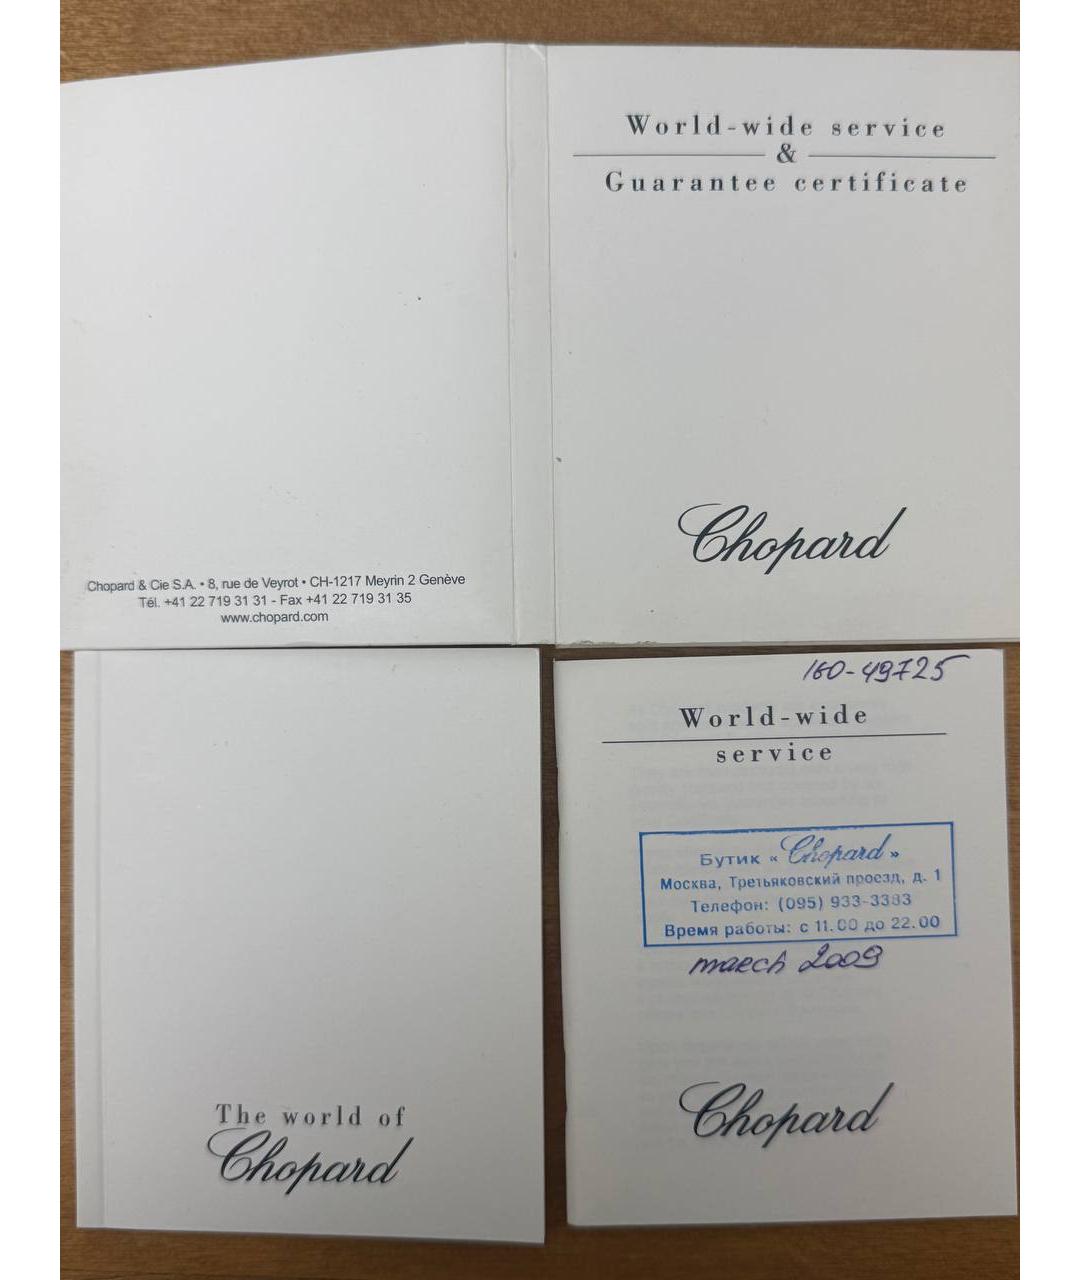 World-wide service
&
Guarantee certificate
Chopard
Chopard & Cie S.A. • 8, rue de Veyrot • CH-1217 Meyrin 2 Genève
Tél. +41 22 719 31 31 - Fax +41 22 719 31 35
www.chopard.com
The world of
Chopard
160-49725
World-wide
service
Бутик « Chopard »
Москва, Третьяковский проезд, д. 1
Телефон: (095) 933-3383
Время работы: с 11.00 до 22.00
march 2009
Chopard